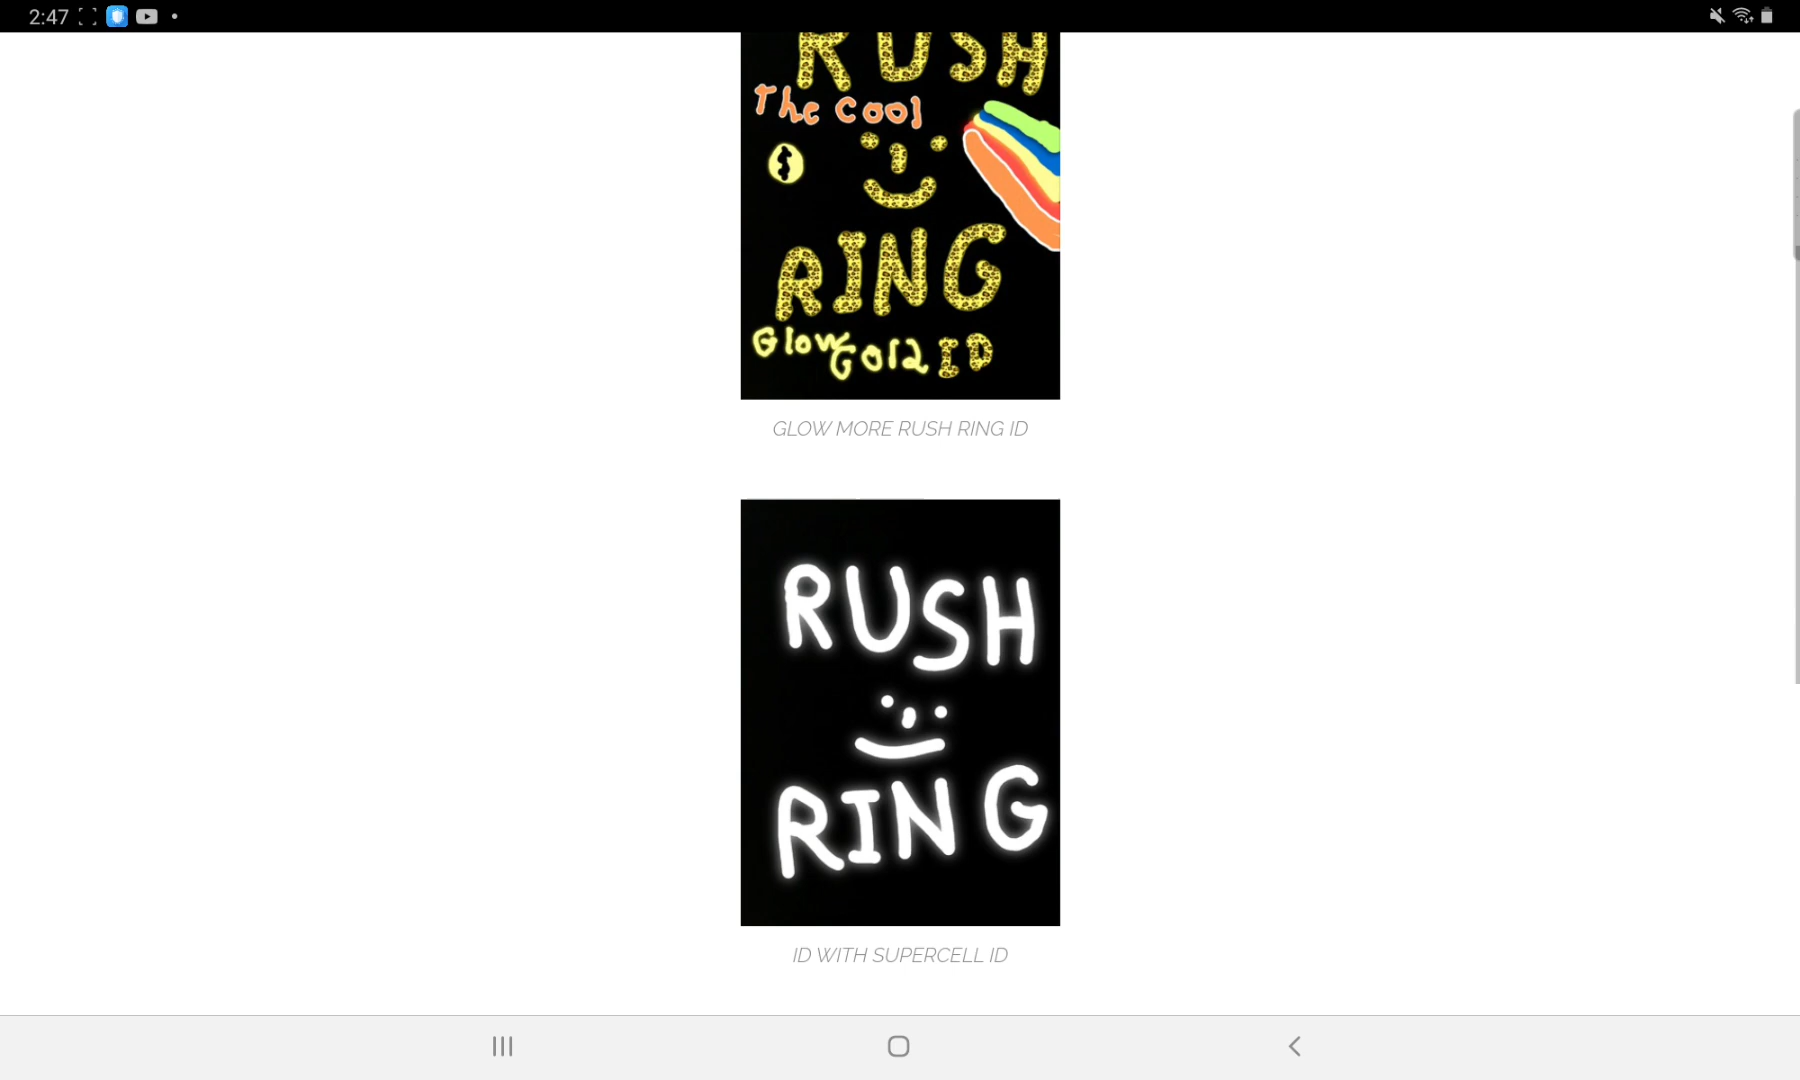 2:47
RUSH
The Cool
RING
Glow Gold ID
GLOW MORE RUSH RING ID
RUSH
RING
ID WITH SUPERCELL ID